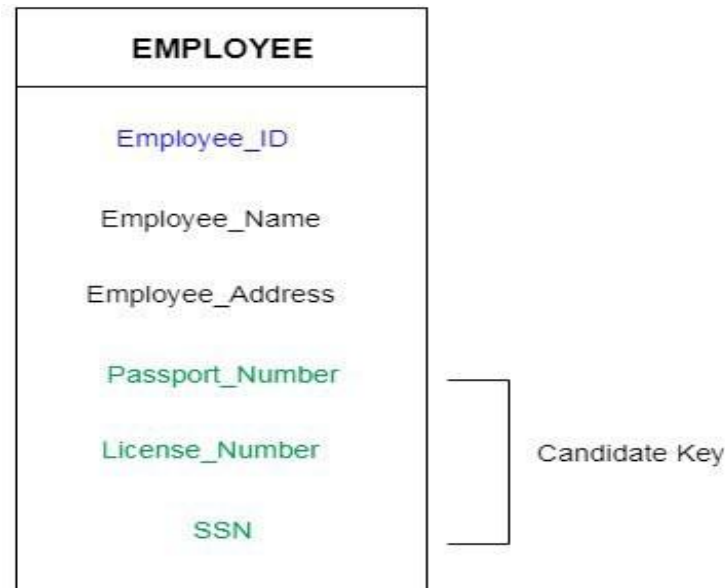 EMPLOYEE
Employee_ID
Employee_Name
Employee_Address
Passport_Number
License_Number
Candidate Key
SSN